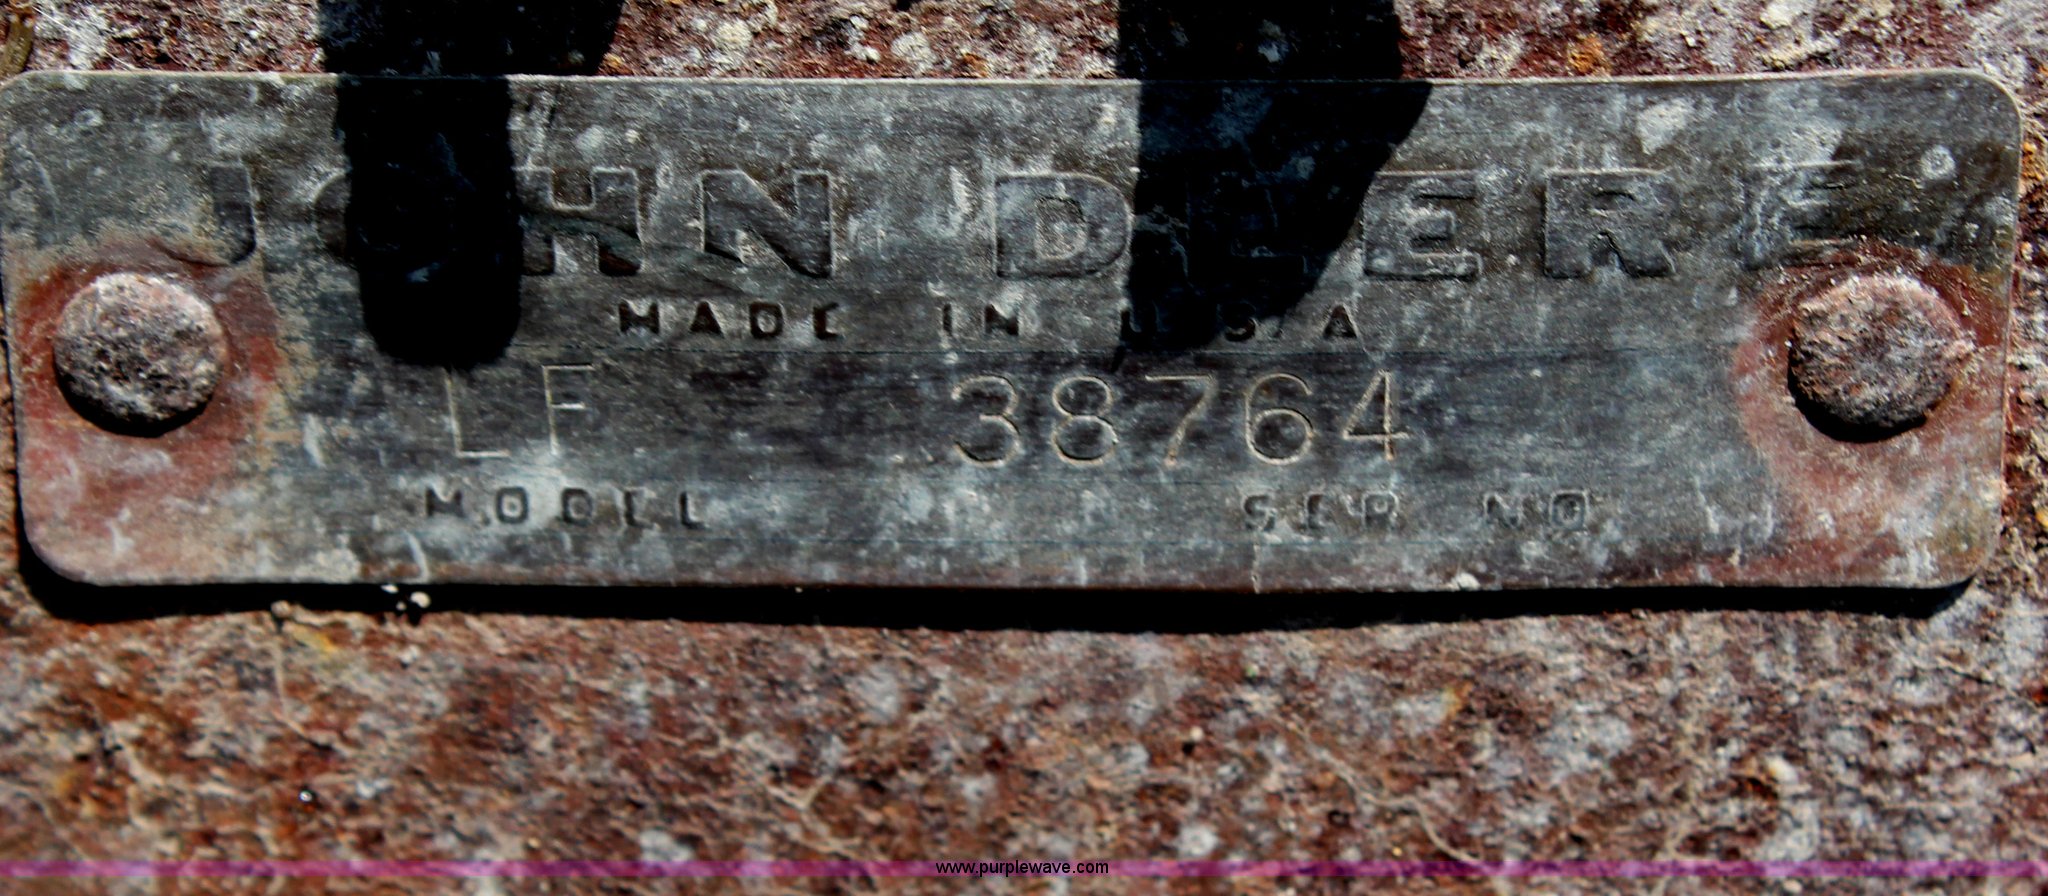 JOHN DEERE
MADE IN U.S.A
LF 38764
MODEL SER NO
www.purplewave.com